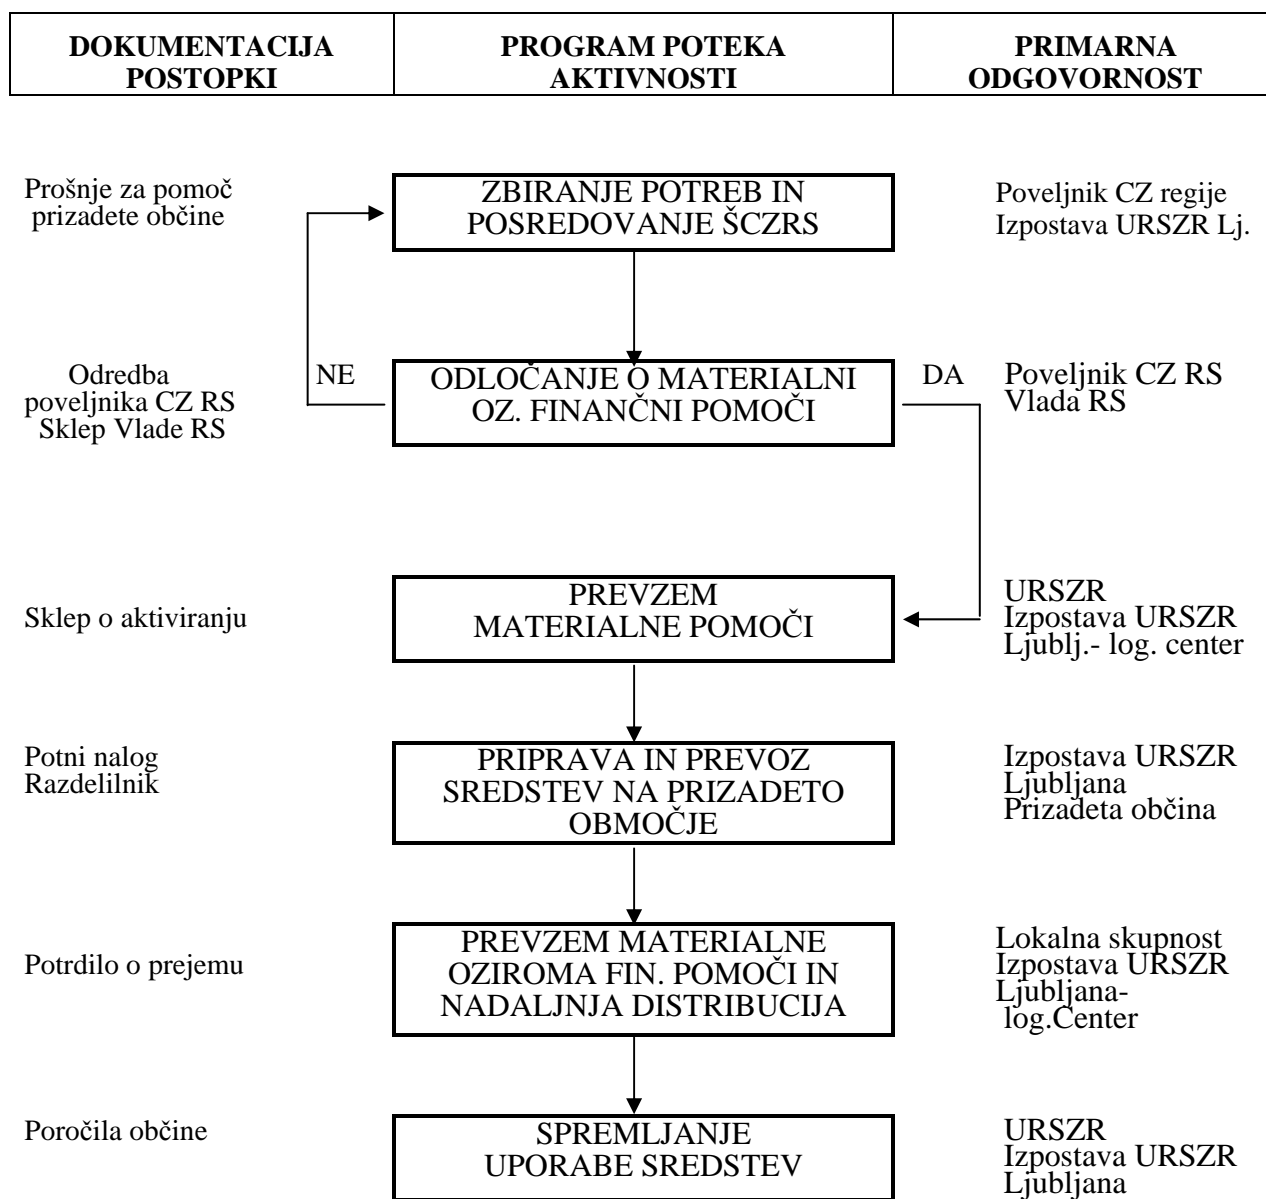 DOKUMENTACIJA
POSTOPKI
PROGRAM POTEKA
AKTIVNOSTI
PRIMARNA
ODGOVORNOST
Prošnje za pomoč
prizadete občine
ZBIRANJE POTREB IN
POSREDOVANJE ŠCZRS
Poveljnik CZ regije
Izpostava URSZR Lj.
Odredba
poveljnika CZ RS
Sklep Vlade RS
NE
ODLOČANJE O MATERIALNI
OZ. FINANČNI POMOČI
DA
Poveljnik CZ RS
Vlada RS
Sklep o aktiviranju
PREVZEM
MATERIALNE POMOČI
URSZR
Izpostava URSZR
Ljublj.- log. center
Potni nalog
Razdelilnik
PRIPRAVA IN PREVOZ
SREDSTEV NA PRIZADETO
OBMOČJE
Izpostava URSZR
Ljubljana
Prizadeta občina
Potrdilo o prejemu
PREVZEM MATERIALNE
OZIROMA FIN. POMOČI IN
NADALJNJA DISTRIBUCIJA
Lokalna skupnost
Izpostava URSZR
Ljubljana-
log.Center
Poročila občine
SPREMLJANJE
UPORABE SREDSTEV
URSZR
Izpostava URSZR
Ljubljana